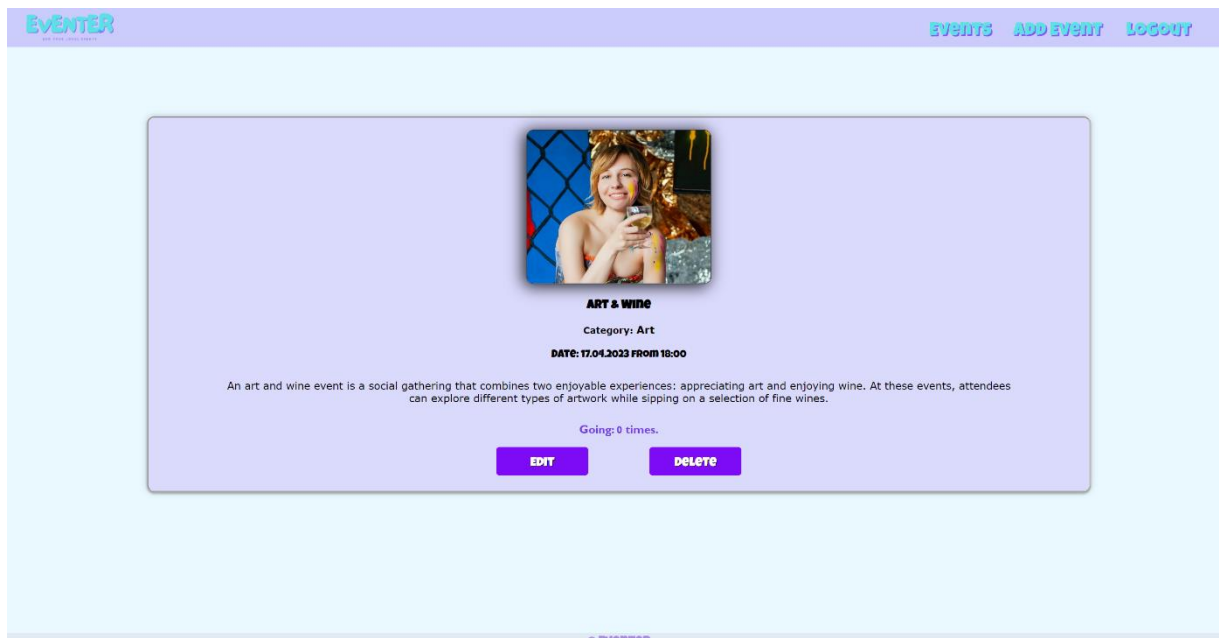 EVENTER
Events Add Event Logout
Art & Wine
Category: Art
Date: 17.04.2023 from 18:00
An art and wine event is a social gathering that combines two enjoyable experiences: appreciating art and enjoying wine. At these events, attendees
can explore different types of artwork while sipping on a selection of fine wines.
Going: 0 times.
Edit Delete